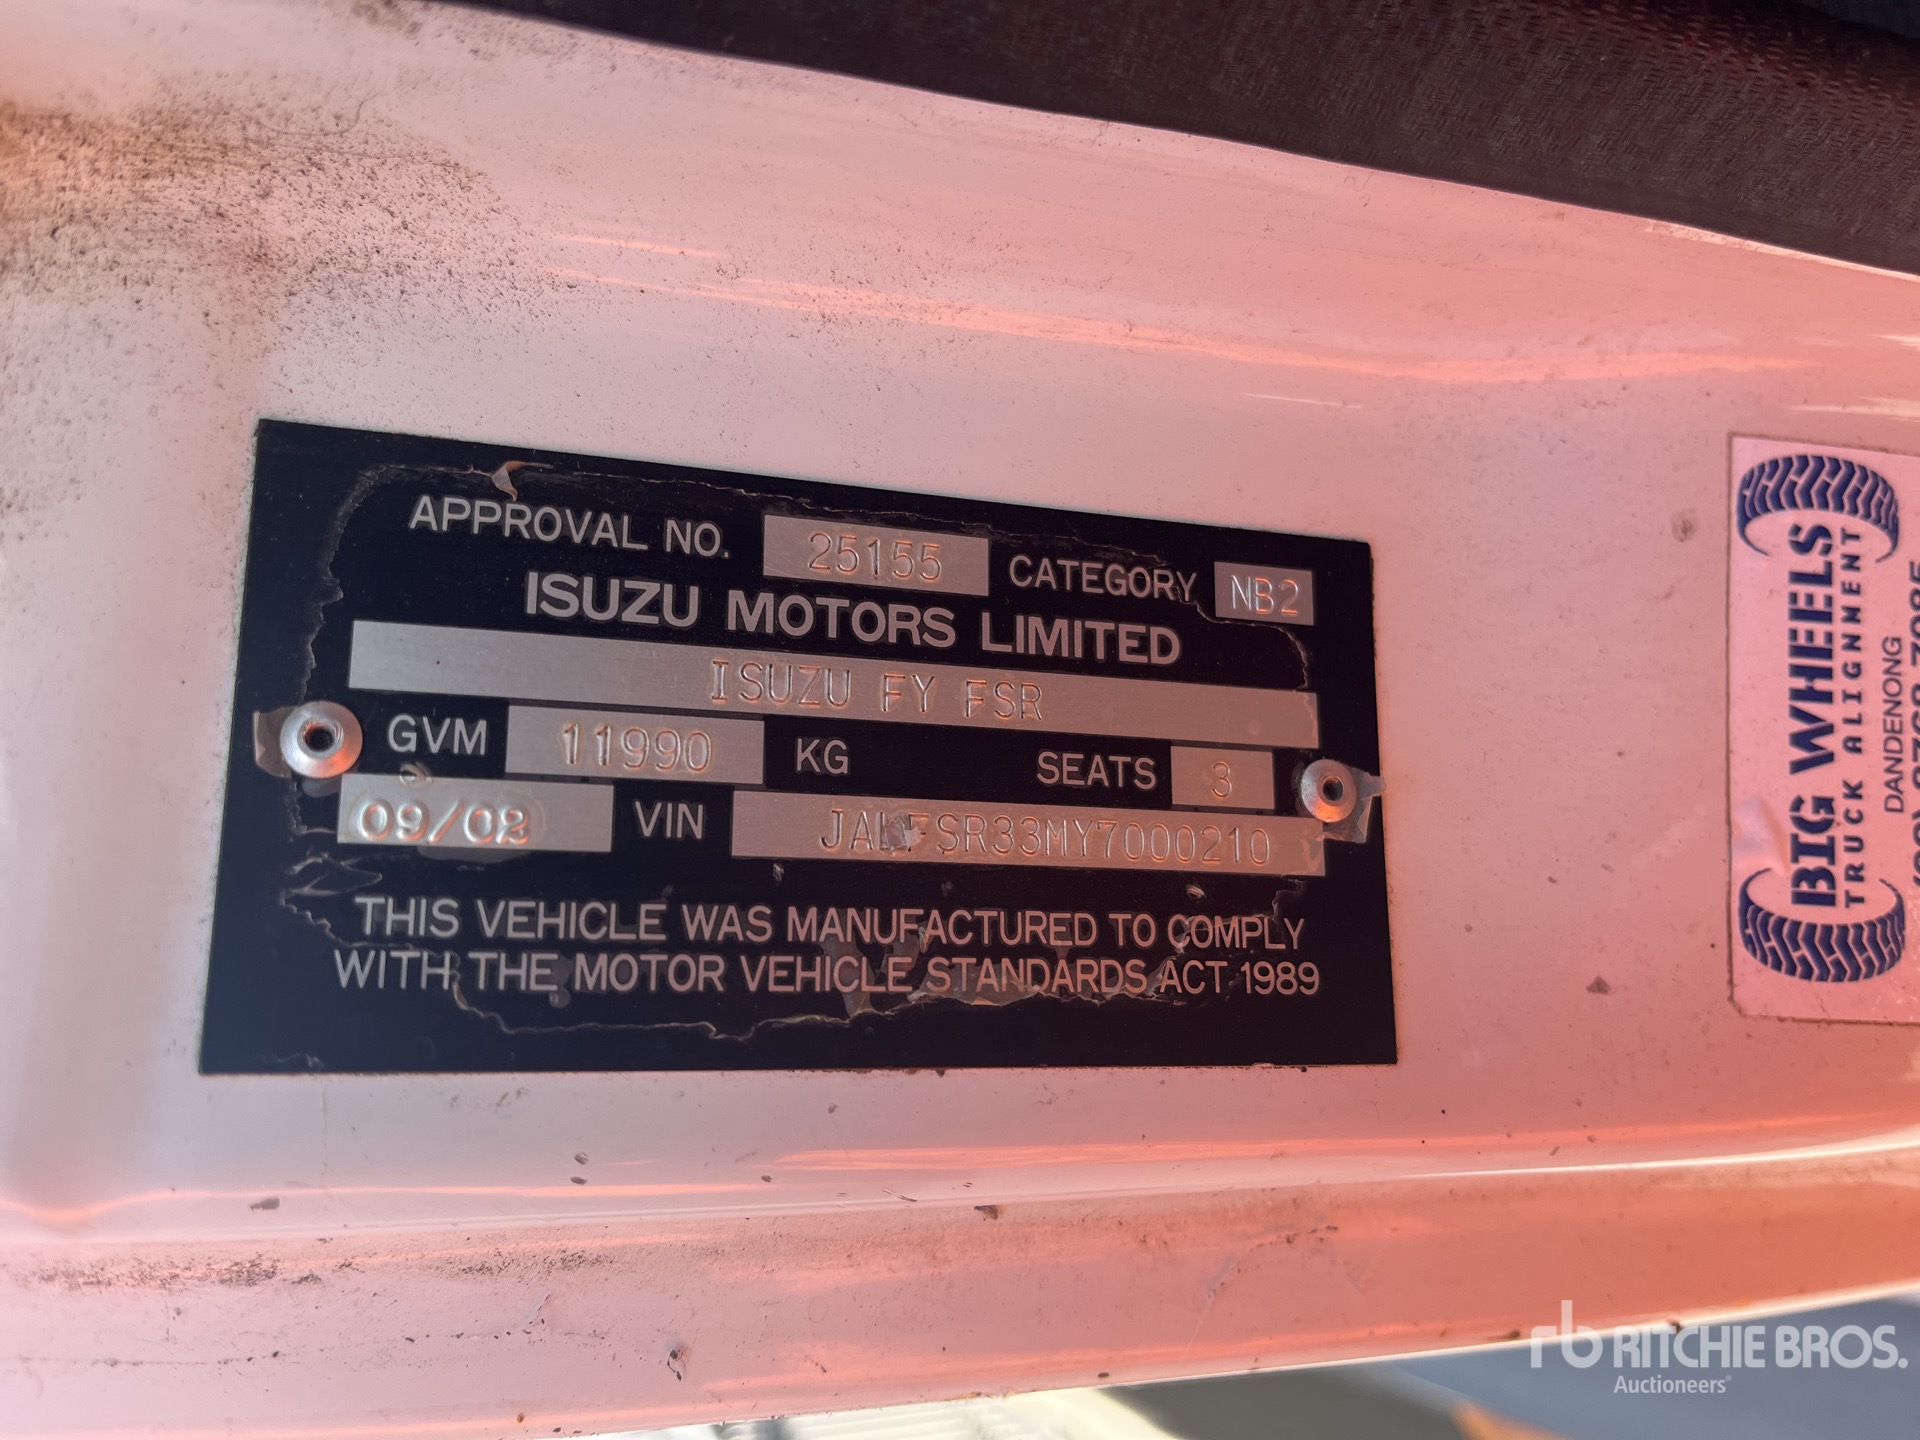 APPROVAL NO. 25155 CATEGORY NB2
ISUZU MOTORS LIMITED
ISUZU FY FSR
GVM 11990 KG SEATS 3
09/02 VIN JALFSR33MY7000210
THIS VEHICLE WAS MANUFACTURED TO COMPLY
WITH THE MOTOR VEHICLE STANDARDS ACT 1989
BIG WHEELS
TRUCK ALIGNMENT
DANDENONG
rb RITCHIE BROS.
Auctioneers